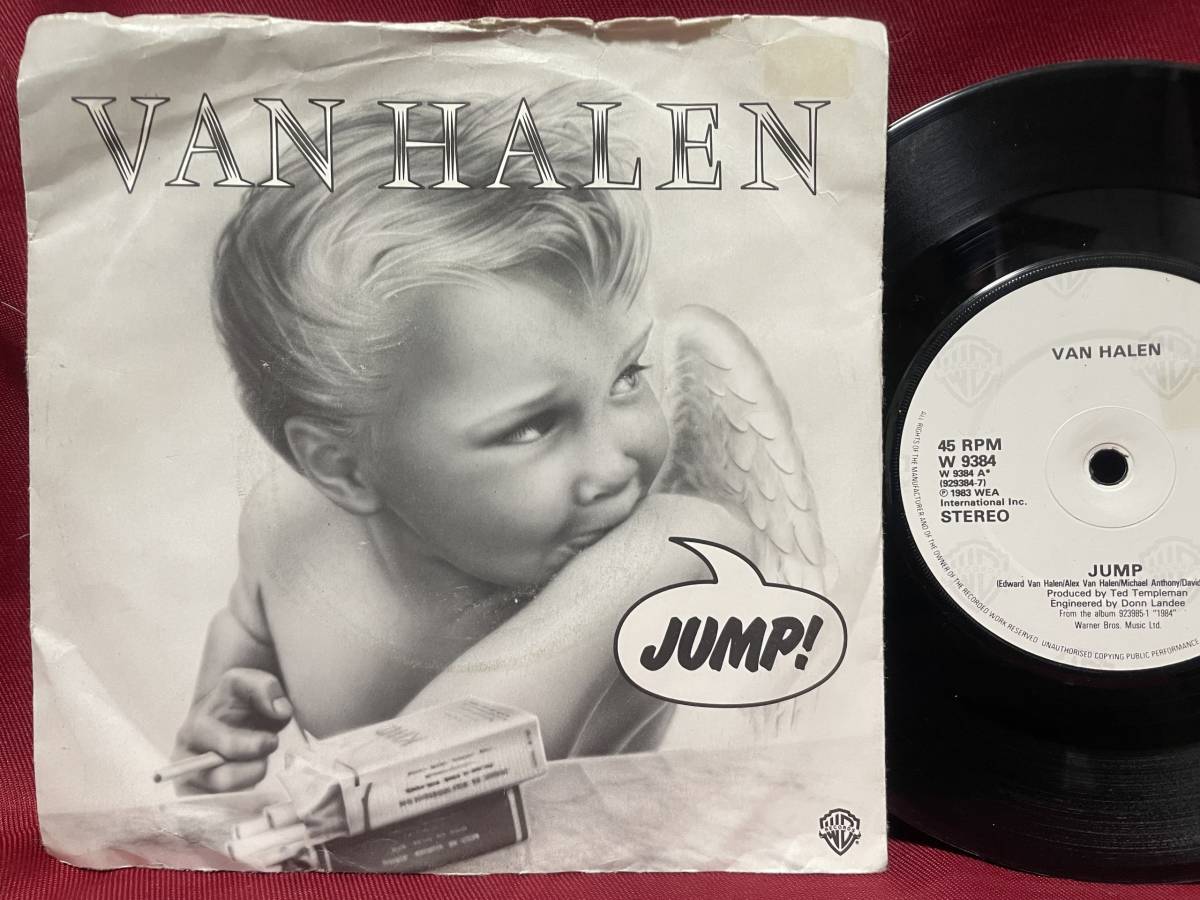 VAN HALEN
JUMP!
WB
RECORDS
VAN HALEN
45 RPM
W 9384
W 9384 A*
(929384-7)
℗ 1983 WEA
International Inc.
STEREO
JUMP
(Edward Van Halen/Alex Van Halen/Michael Anthony/David
Produced by Ted Templeman
Engineered by Donn Landee
From the album 923985-1 "1984"
Warner Bros. Music Ltd.
ALL RIGHTS OF THE MANUFACTURER AND OF THE OWNER OF THE RECORDED WORK RESERVED. UNAUTHORISED COPYING PUBLIC PERFORMANCE